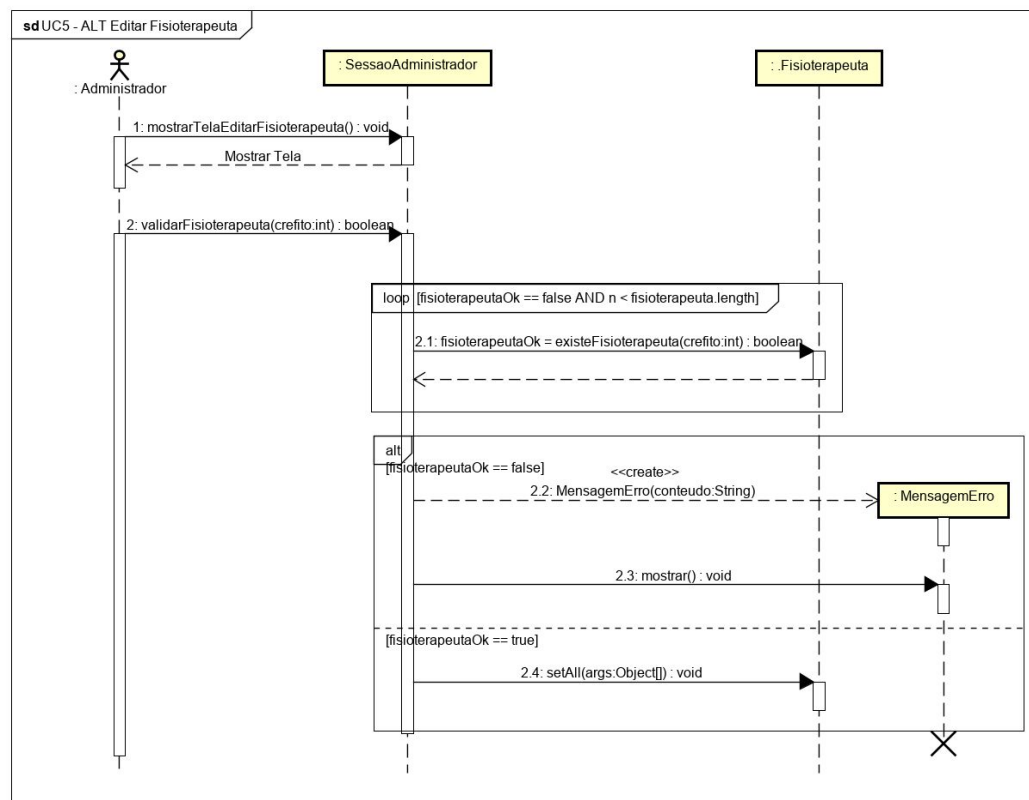 sd UC5 - ALT Editar Fisioterapeuta
: Administrador
: SessaoAdministrador
: .Fisioterapeuta
1: mostrarTelaEditarFisioterapeuta() : void
Mostrar Tela
2: validarFisioterapeuta(crefito:int) : boolean
loop [fisioterapeutaOk == false AND n < fisioterapeuta.length]
2.1: fisioterapeutaOk = existeFisioterapeuta(crefito:int) : boolean
alt
[fisioterapeutaOk == false]
<<create>>
2.2: MensagemErro(conteudo:String)
: MensagemErro
2.3: mostrar() : void
[fisioterapeutaOk == true]
2.4: setAll(args:Object[]) : void